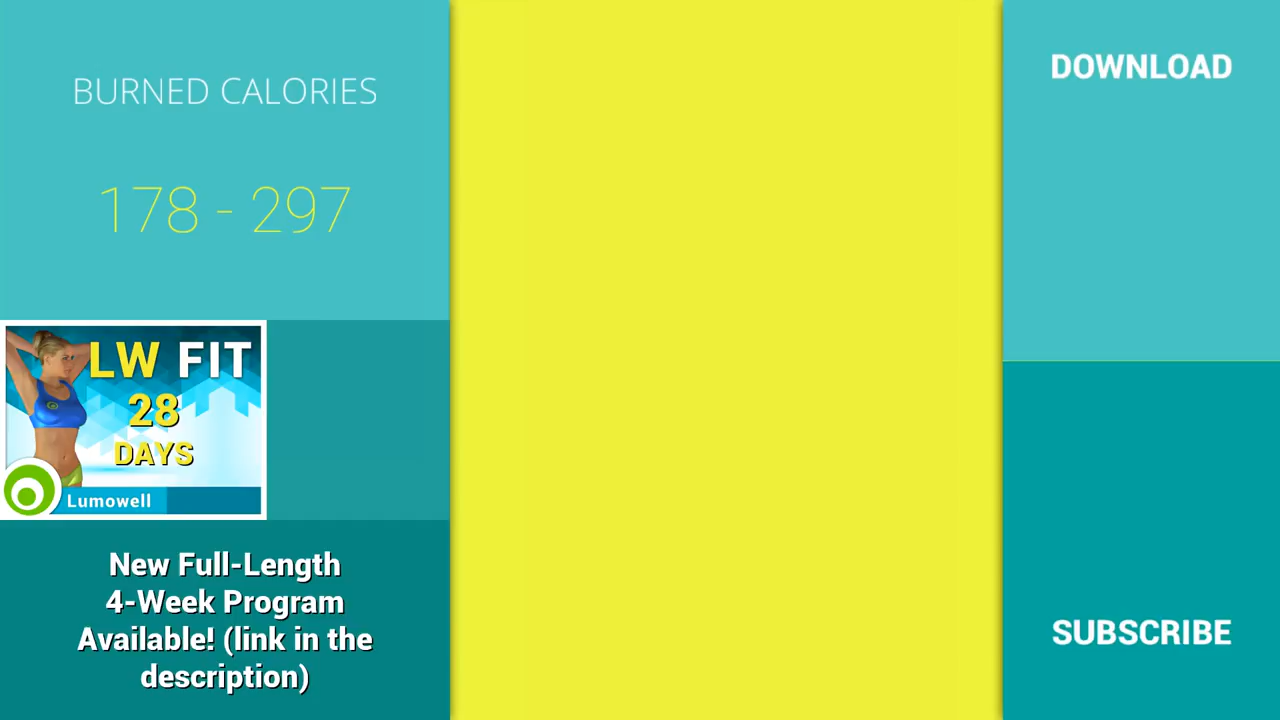 BURNED CALORIES
178 - 297
LW FIT
28
DAYS
Lumowell
New Full-Length
4-Week Program
Available! (link in the
description)
DOWNLOAD
SUBSCRIBE